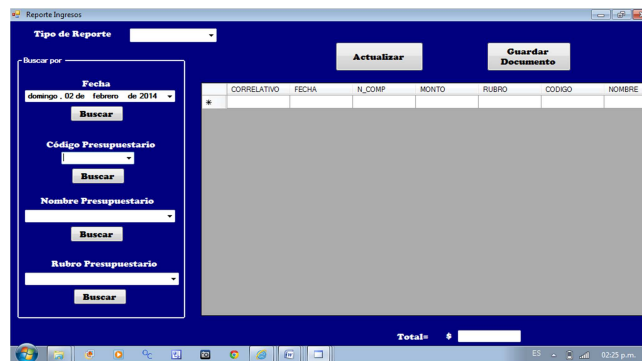 Reporte Ingresos
Tipo de Reporte
Actualizar
Guardar
Documento
Buscar por
Fecha
domingo , 02 de febrero de 2014
Buscar
Código Presupuestario
Buscar
Nombre Presupuestario
Buscar
Rubro Presupuestario
Buscar
CORRELATIVO FECHA N_COMP MONTO RUBRO CODIGO NOMBRE
Total= $
ES 02:25 p.m.